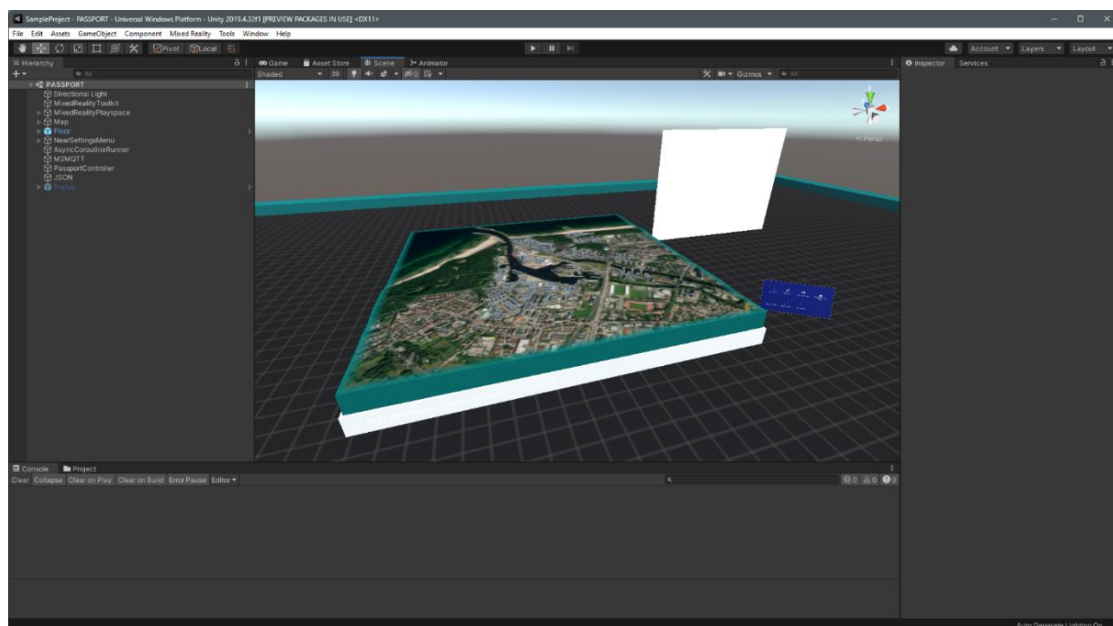 SampleProject - PASSPORT - Universal Windows Platform - Unity 2019.4.32f1 [PREVIEW PACKAGES IN USE] <DX11>
File Edit Assets GameObject Component Mixed Reality Tools Window Help
Pivot Local Account Layers Layout
Hierarchy Game Asset Store Scene Animator Inspector Services
All Shaded 2D 0 Gizmos All
PASSPORT
Directional Light
MixedRealityToolkit
MixedRealityPlayspace
Map
Floor
NearSettingsMenu
AsyncCoroutineRunner
M2MQTT
PassportController
JSON
Prefab
Persp
Console Project
Clear Collapse Clear on Play Clear on Build Error Pause Editor 0 0 0
Auto Generate Lighting On